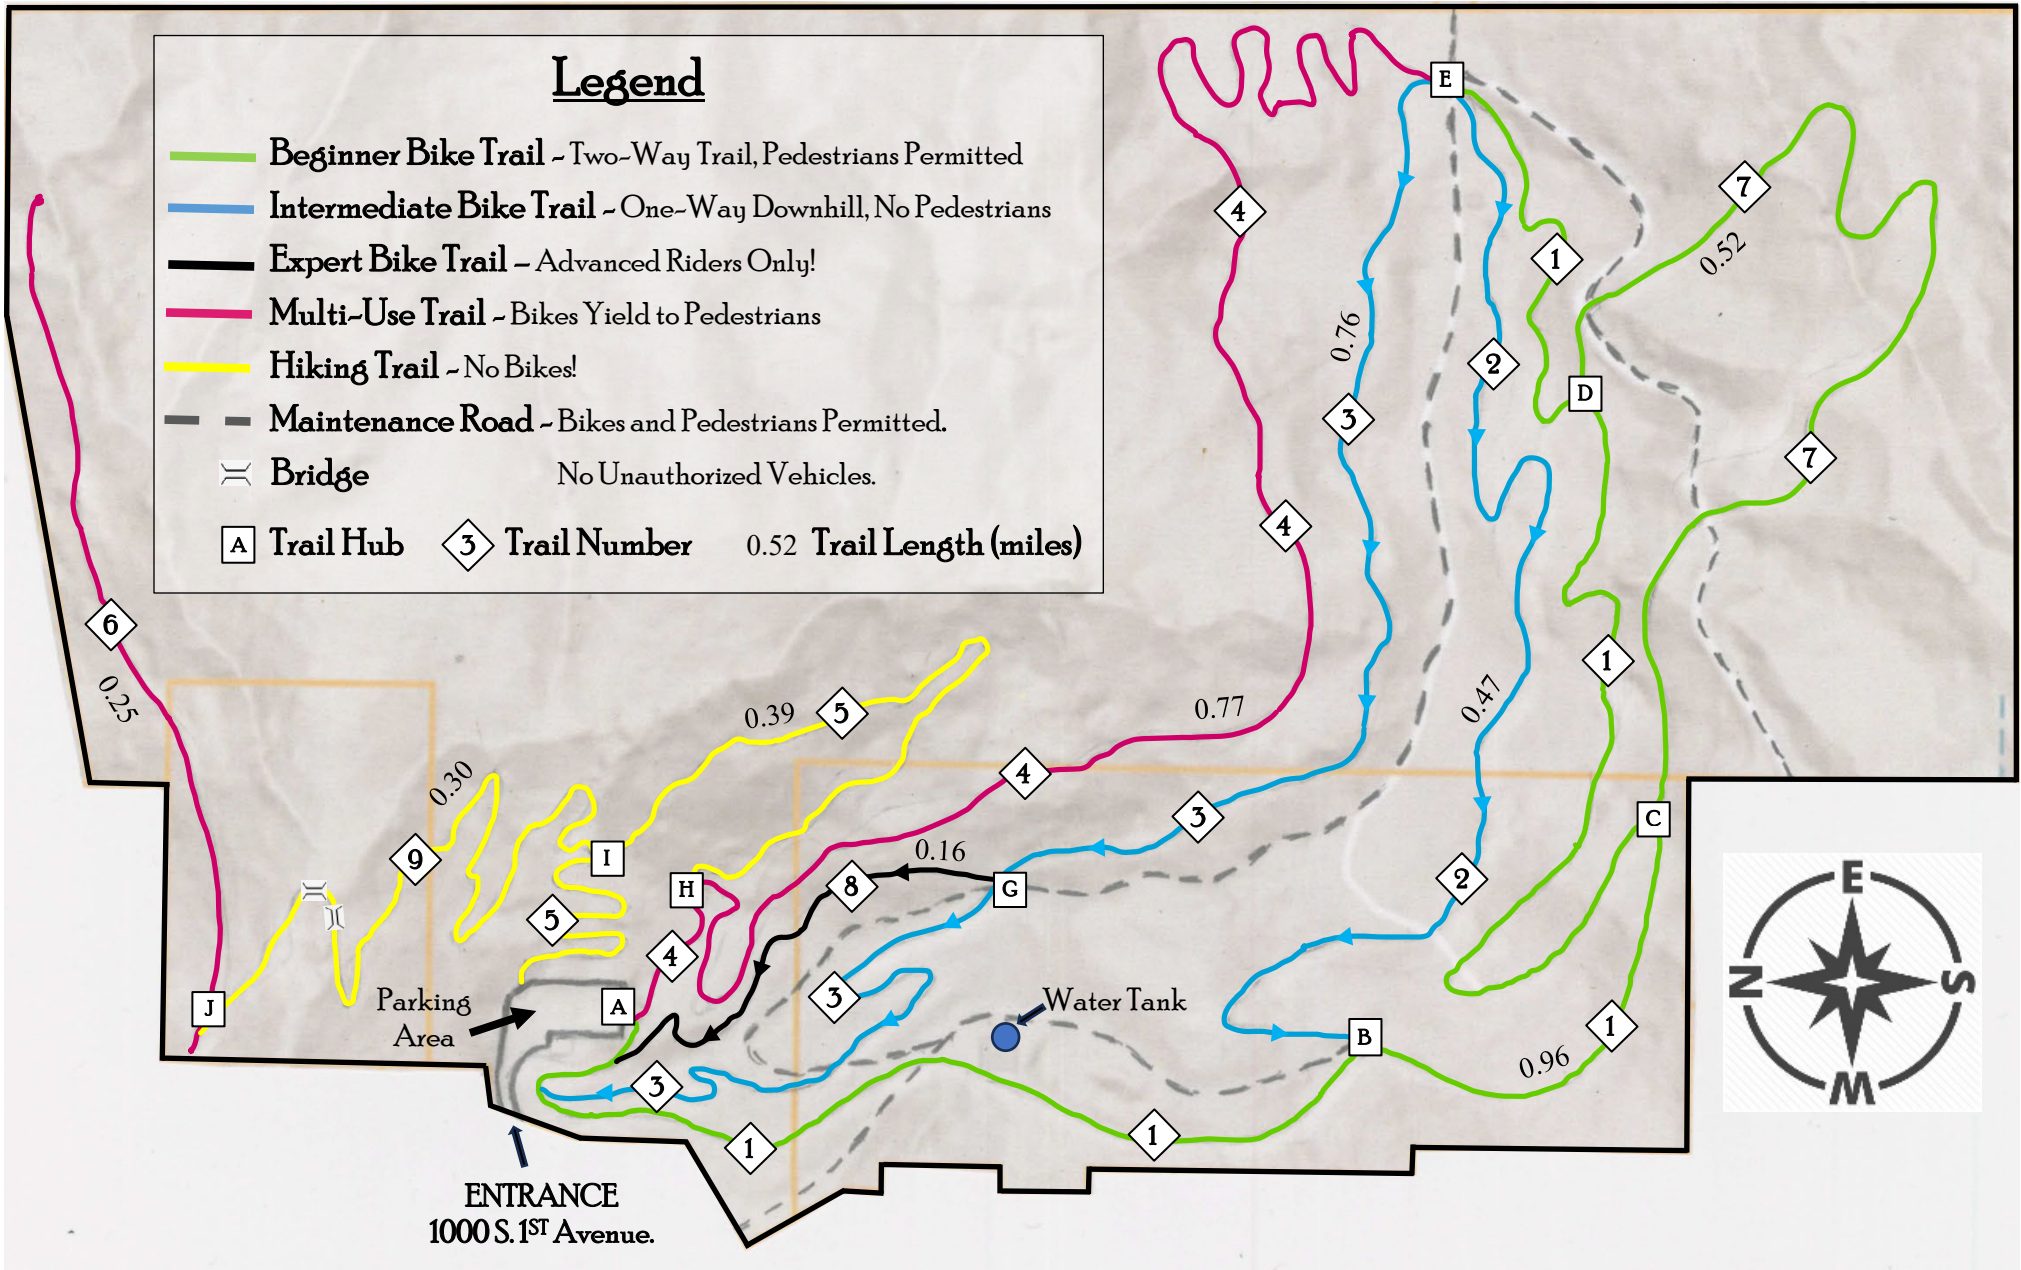 Legend
Beginner Bike Trail - Two-Way Trail, Pedestrians Permitted
Intermediate Bike Trail - One-Way Downhill, No Pedestrians
Expert Bike Trail – Advanced Riders Only!
Multi-Use Trail - Bikes Yield to Pedestrians
Hiking Trail - No Bikes!
Maintenance Road - Bikes and Pedestrians Permitted.
Bridge No Unauthorized Vehicles.
A Trail Hub 3 Trail Number 0.52 Trail Length (miles)
E
7
4
1
0.52
0.76
2
D
3
7
4
6
1
0.25
5
0.39
0.77
0.47
4
0.30
3
C
9
I
0.16
8
H
G
2
5
4
J
Parking
Area
A
3
Water Tank
B
1
0.96
3
1
1
ENTRANCE
1000 S. 1ST Avenue.
E
N
S
W